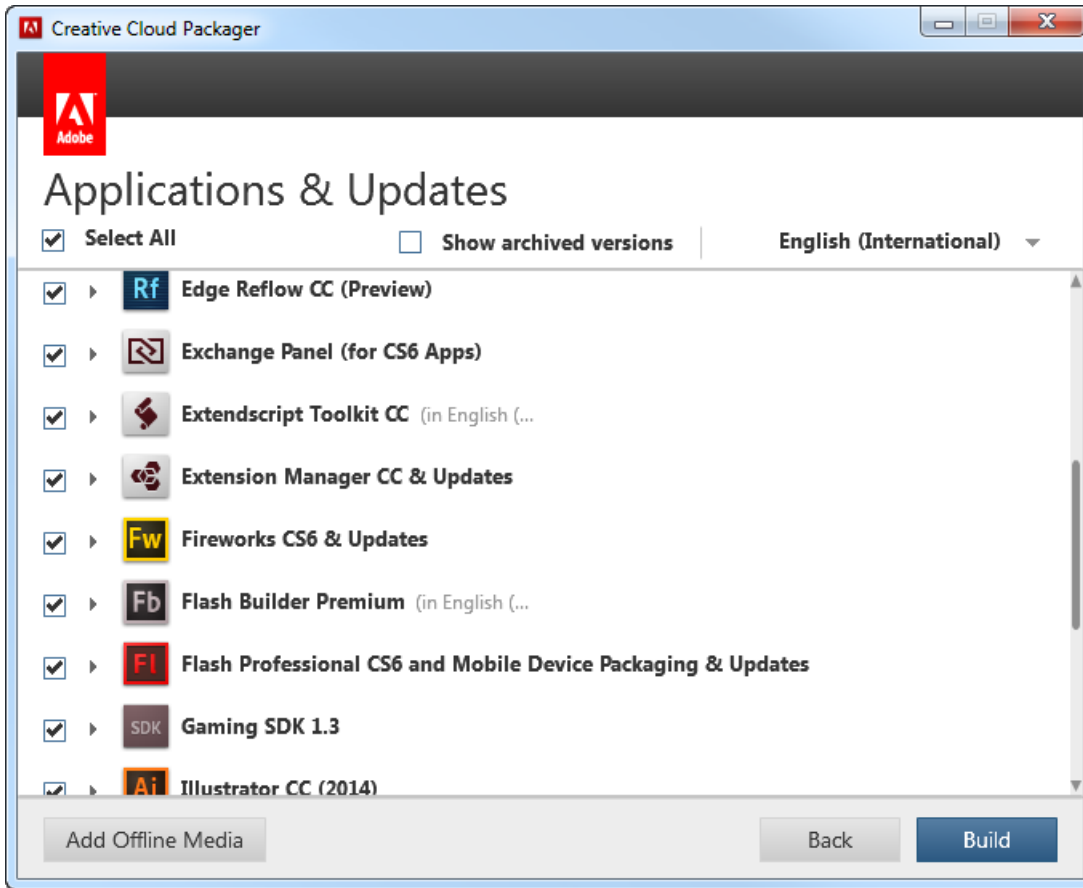 Creative Cloud Packager
Adobe
Applications & Updates
Select All
Show archived versions
English (International)
Rf Edge Reflow CC (Preview)
Exchange Panel (for CS6 Apps)
Extendscript Toolkit CC (in English (...
Extension Manager CC & Updates
Fw Fireworks CS6 & Updates
Fb Flash Builder Premium (in English (...
Fl Flash Professional CS6 and Mobile Device Packaging & Updates
SDK Gaming SDK 1.3
Ai Illustrator CC (2014)
Add Offline Media
Back
Build